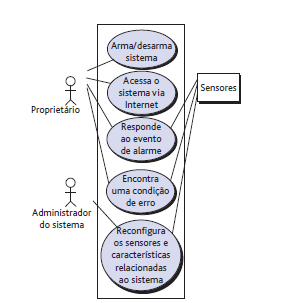 Arma/desarma
sistema
Acessa o
sistema via
Internet
Sensores
Proprietário
Responde
ao evento
de alarme
Encontra
uma condição
de erro
Administrador
do sistema
Reconfigura
os sensores e
características
relacionadas
ao sistema